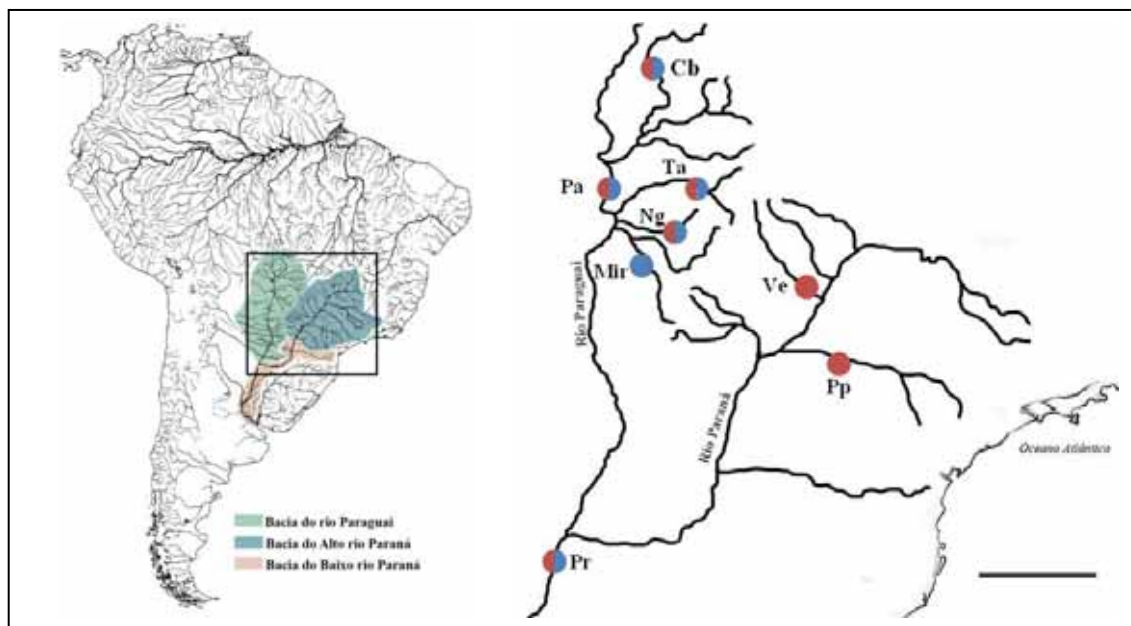 Bacia do rio Paraguai
Bacia do Alto rio Paraná
Bacia do Baixo rio Paraná
Cb
Ta
Pa
Ng
Mir
Ve
Rio Paraguai
Pp
Rio Paraná
Oceano Atlântico
Pr